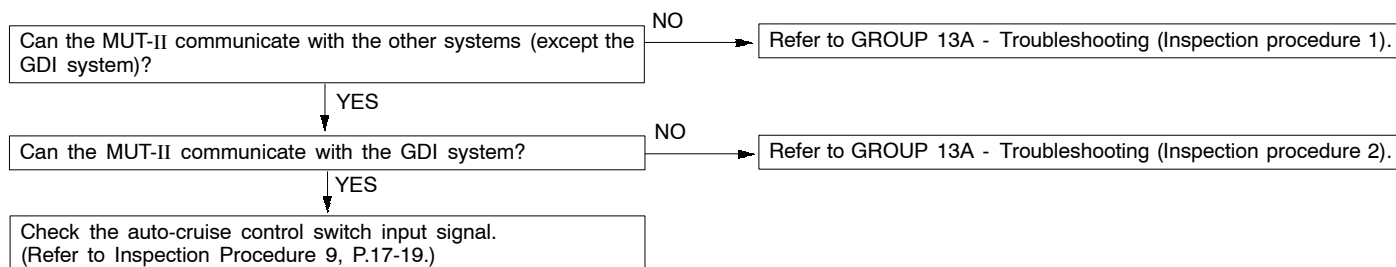 Can the MUT-II communicate with the other systems (except the
GDI system)?
NO
Refer to GROUP 13A - Troubleshooting (Inspection procedure 1).
YES
Can the MUT-II communicate with the GDI system?
NO
Refer to GROUP 13A - Troubleshooting (Inspection procedure 2).
YES
Check the auto-cruise control switch input signal.
(Refer to Inspection Procedure 9, P.17-19.)